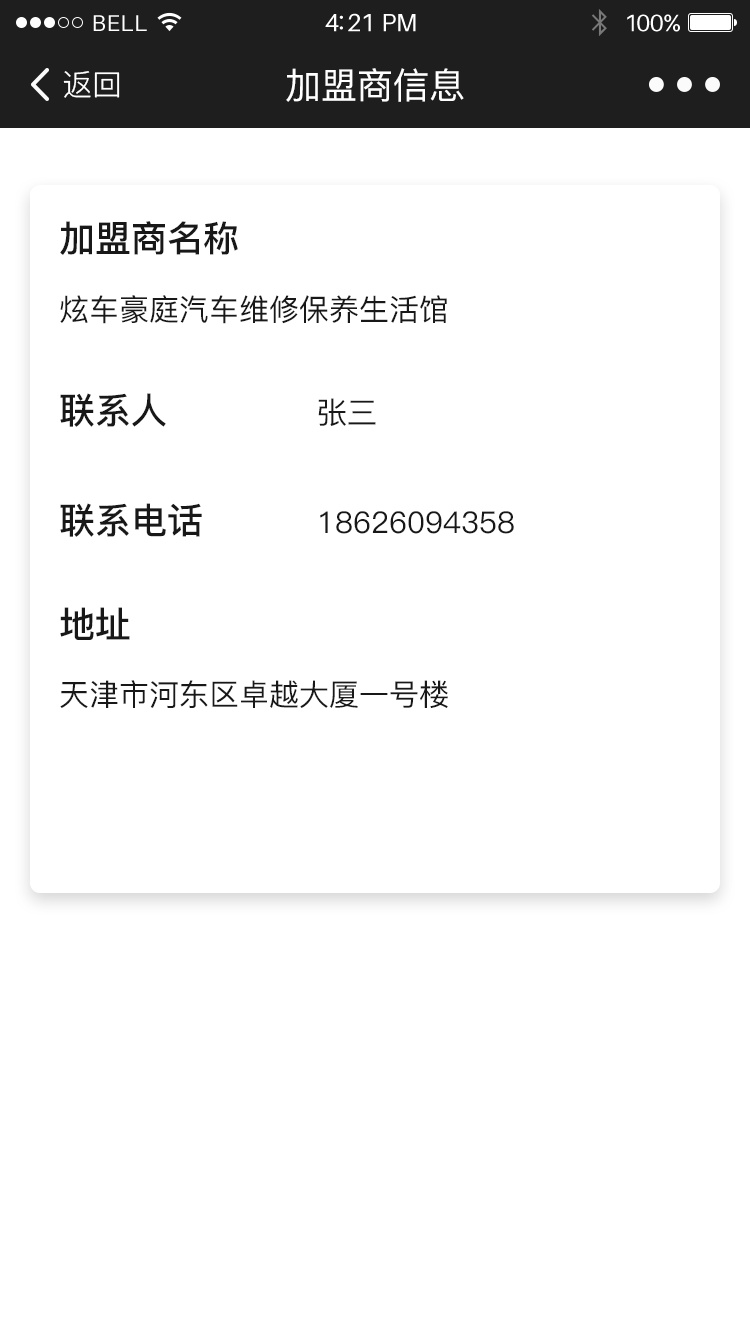 BELL 4:21 PM 100%
返回 加盟商信息
加盟商名称
炫车豪庭汽车维修保养生活馆
联系人 张三
联系电话 18626094358
地址
天津市河东区卓越大厦一号楼